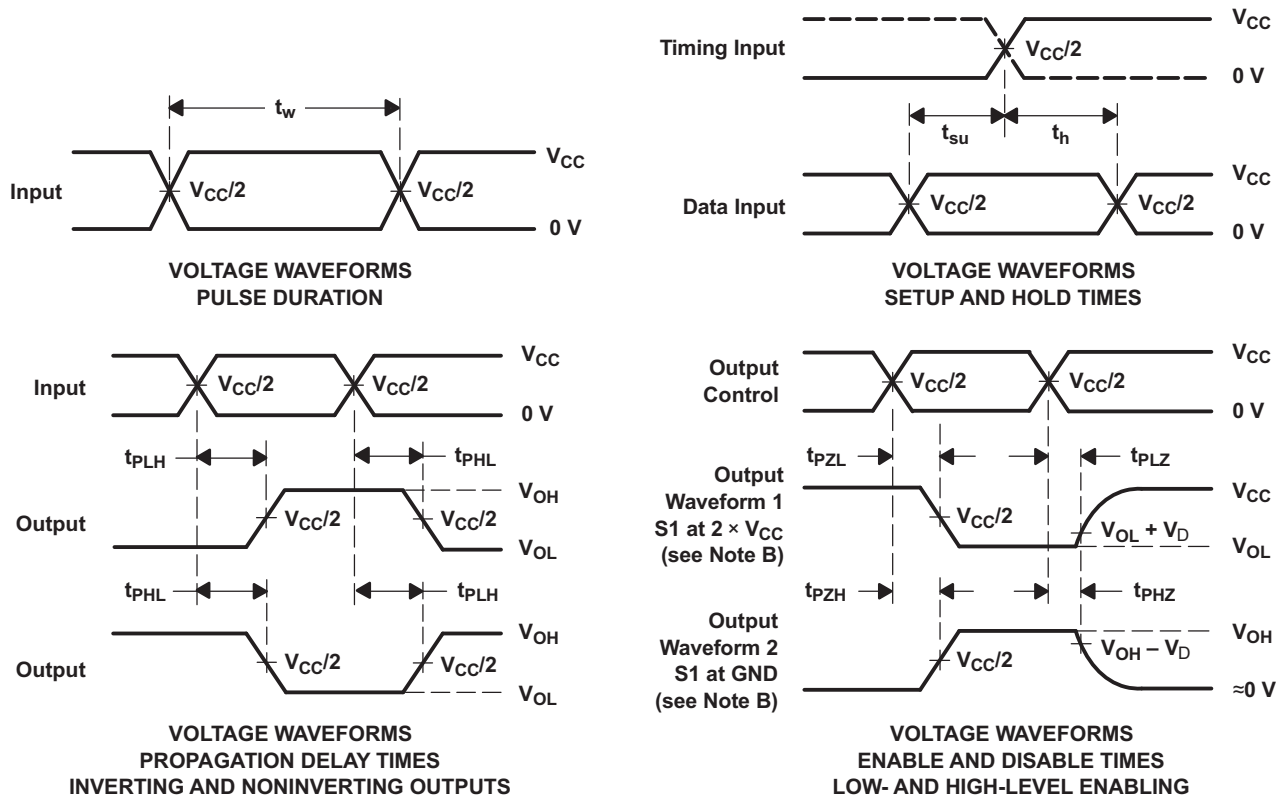 t_w
Input
V_CC/2
V_CC/2
V_CC
0 V
VOLTAGE WAVEFORMS
PULSE DURATION
Timing Input
V_CC/2
V_CC
0 V
t_su
t_h
Data Input
V_CC/2
V_CC/2
V_CC
0 V
VOLTAGE WAVEFORMS
SETUP AND HOLD TIMES
Input
V_CC/2
V_CC/2
V_CC
0 V
t_PLH
t_PHL
Output
V_CC/2
V_CC/2
V_OH
V_OL
t_PHL
t_PLH
Output
V_CC/2
V_CC/2
V_OH
V_OL
VOLTAGE WAVEFORMS
PROPAGATION DELAY TIMES
INVERTING AND NONINVERTING OUTPUTS
Output
Control
V_CC/2
V_CC/2
V_CC
0 V
t_PZL
t_PLZ
Output
Waveform 1
S1 at 2 × V_CC
(see Note B)
V_CC/2
V_OL + V_D
V_CC
V_OL
t_PZH
t_PHZ
Output
Waveform 2
S1 at GND
(see Note B)
V_CC/2
V_OH − V_D
V_OH
≈0 V
VOLTAGE WAVEFORMS
ENABLE AND DISABLE TIMES
LOW- AND HIGH-LEVEL ENABLING